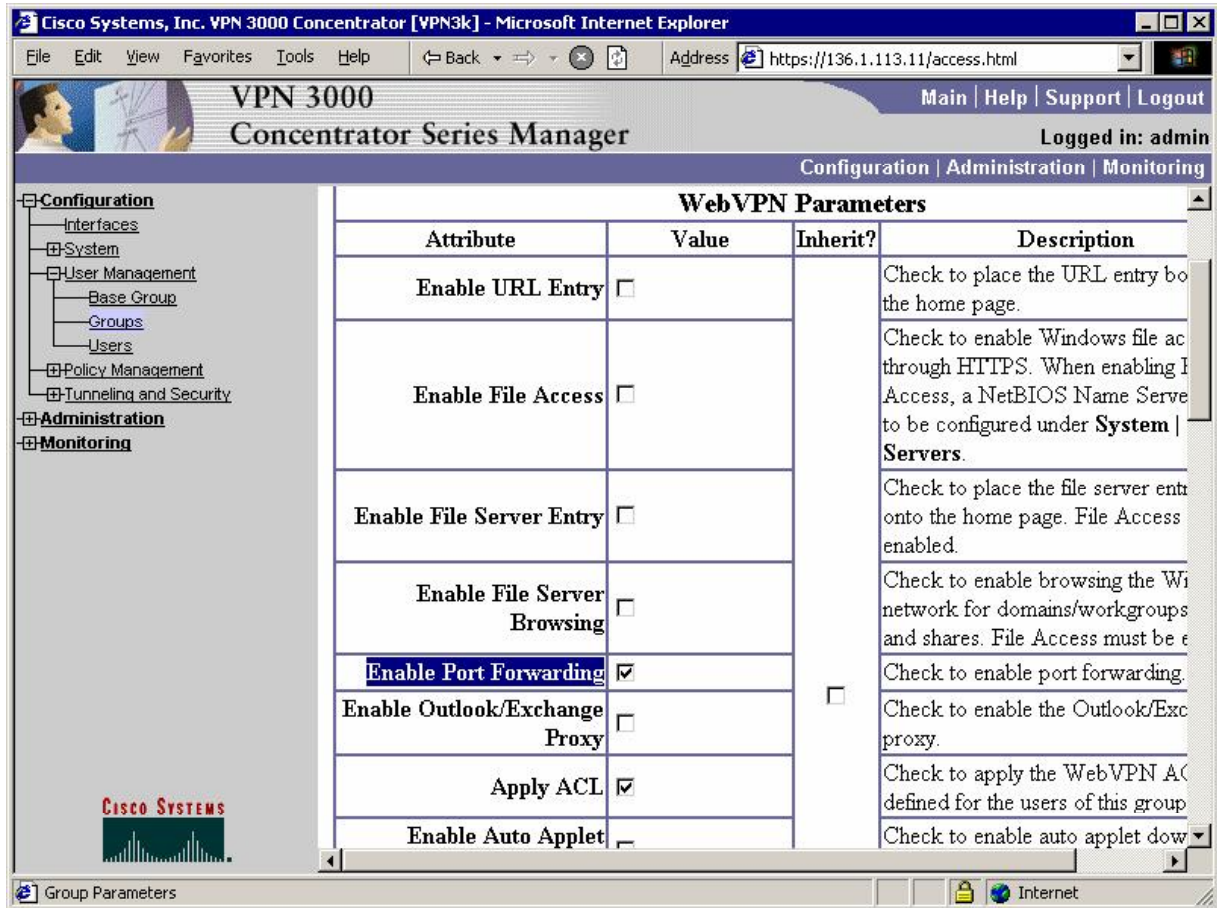 Cisco Systems, Inc. VPN 3000 Concentrator [VPN3k] - Microsoft Internet Explorer
File Edit View Favorites Tools Help Back Address https://136.1.113.11/access.html
VPN 3000
Concentrator Series Manager
Main | Help | Support | Logout
Logged in: admin
Configuration | Administration | Monitoring
Configuration
Interfaces
System
User Management
Base Group
Groups
Users
Policy Management
Tunneling and Security
Administration
Monitoring
CISCO SYSTEMS
WebVPN Parameters
Attribute Value Inherit? Description
Enable URL Entry
Check to place the URL entry bo
the home page.
Enable File Access
Check to enable Windows file ac
through HTTPS. When enabling
Access, a NetBIOS Name Serve
to be configured under System |
Servers.
Enable File Server Entry
Check to place the file server entr
onto the home page. File Access
enabled.
Enable File Server
Browsing
Check to enable browsing the Wi
network for domains/workgroups
and shares. File Access must be e
Enable Port Forwarding
Check to enable port forwarding.
Enable Outlook/Exchange
Proxy
Check to enable the Outlook/Exc
proxy.
Apply ACL
Check to apply the WebVPN AC
defined for the users of this group
Enable Auto Applet
Check to enable auto applet dow
Group Parameters Internet